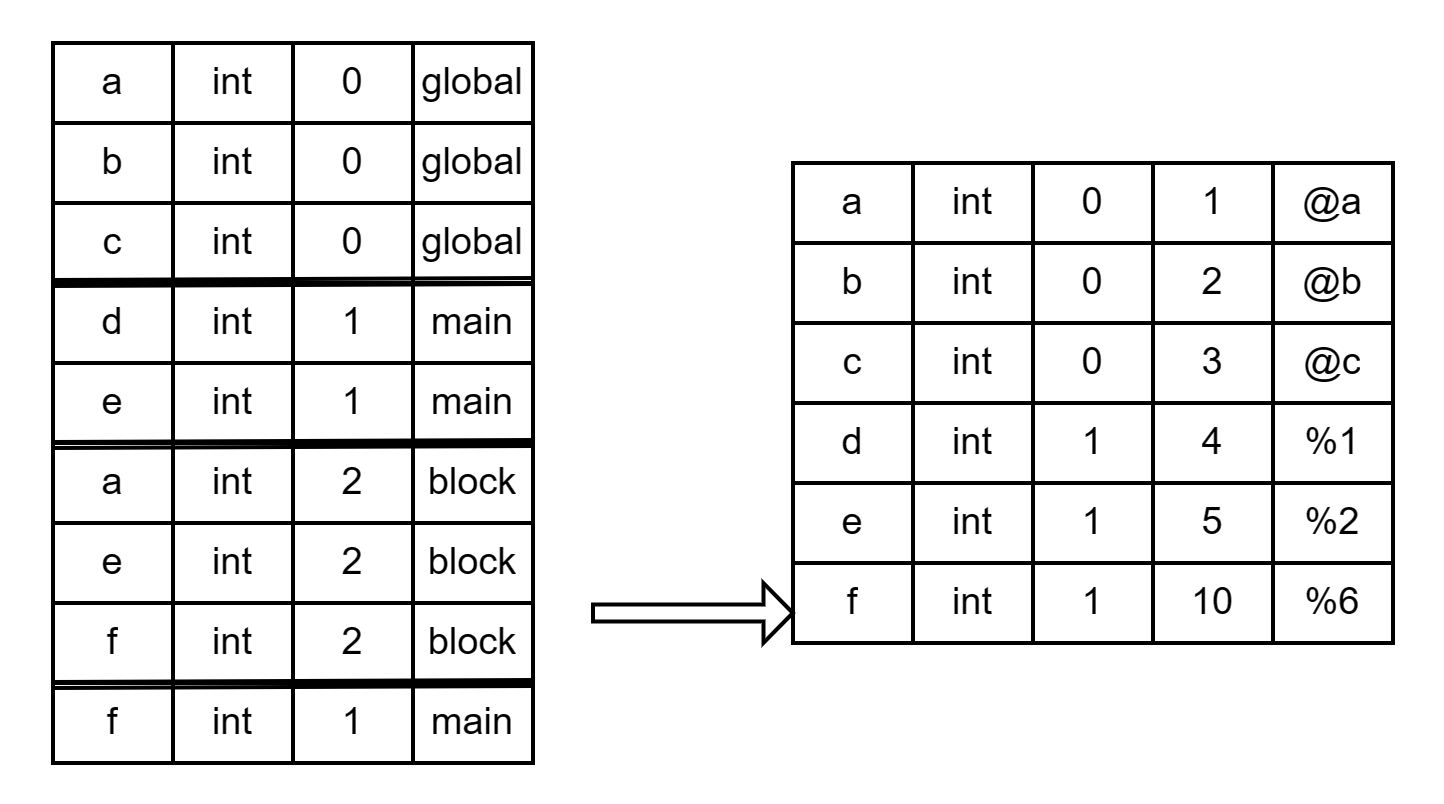 a int 0 global
b int 0 global
c int 0 global
d int 1 main
e int 1 main
a int 2 block
e int 2 block
f int 2 block
f int 1 main
a int 0 1 @a
b int 0 2 @b
c int 0 3 @c
d int 1 4 %1
e int 1 5 %2
f int 1 10 %6